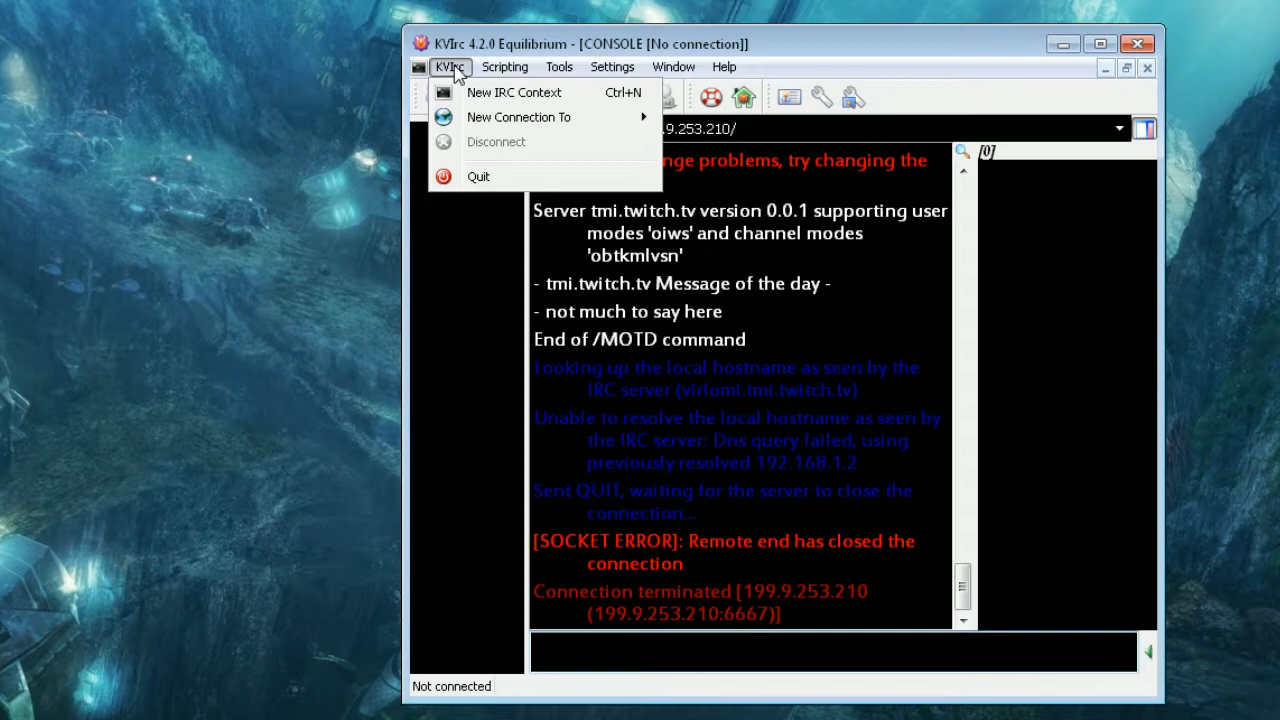 KVIrc 4.2.0 Equilibrium - [CONSOLE [No connection]]
KVIrc Scripting Tools Settings Window Help
New IRC Context Ctrl+N
New Connection To
Disconnect
Quit
.9.253.210/
[0]
nge problems, try changing the
Server tmi.twitch.tv version 0.0.1 supporting user
modes 'oiws' and channel modes
'obtkmlvsn'
- tmi.twitch.tv Message of the day -
- not much to say here
End of /MOTD command
Looking up the local hostname as seen by the
IRC server (virlomi.tmi.twitch.tv)
Unable to resolve the local hostname as seen by
the IRC server: Dns query failed, using
previously resolved 192.168.1.2
Sent QUIT, waiting for the server to close the
connection...
[SOCKET ERROR]: Remote end has closed the
connection
Connection terminated [199.9.253.210
(199.9.253.210:6667)]
Not connected